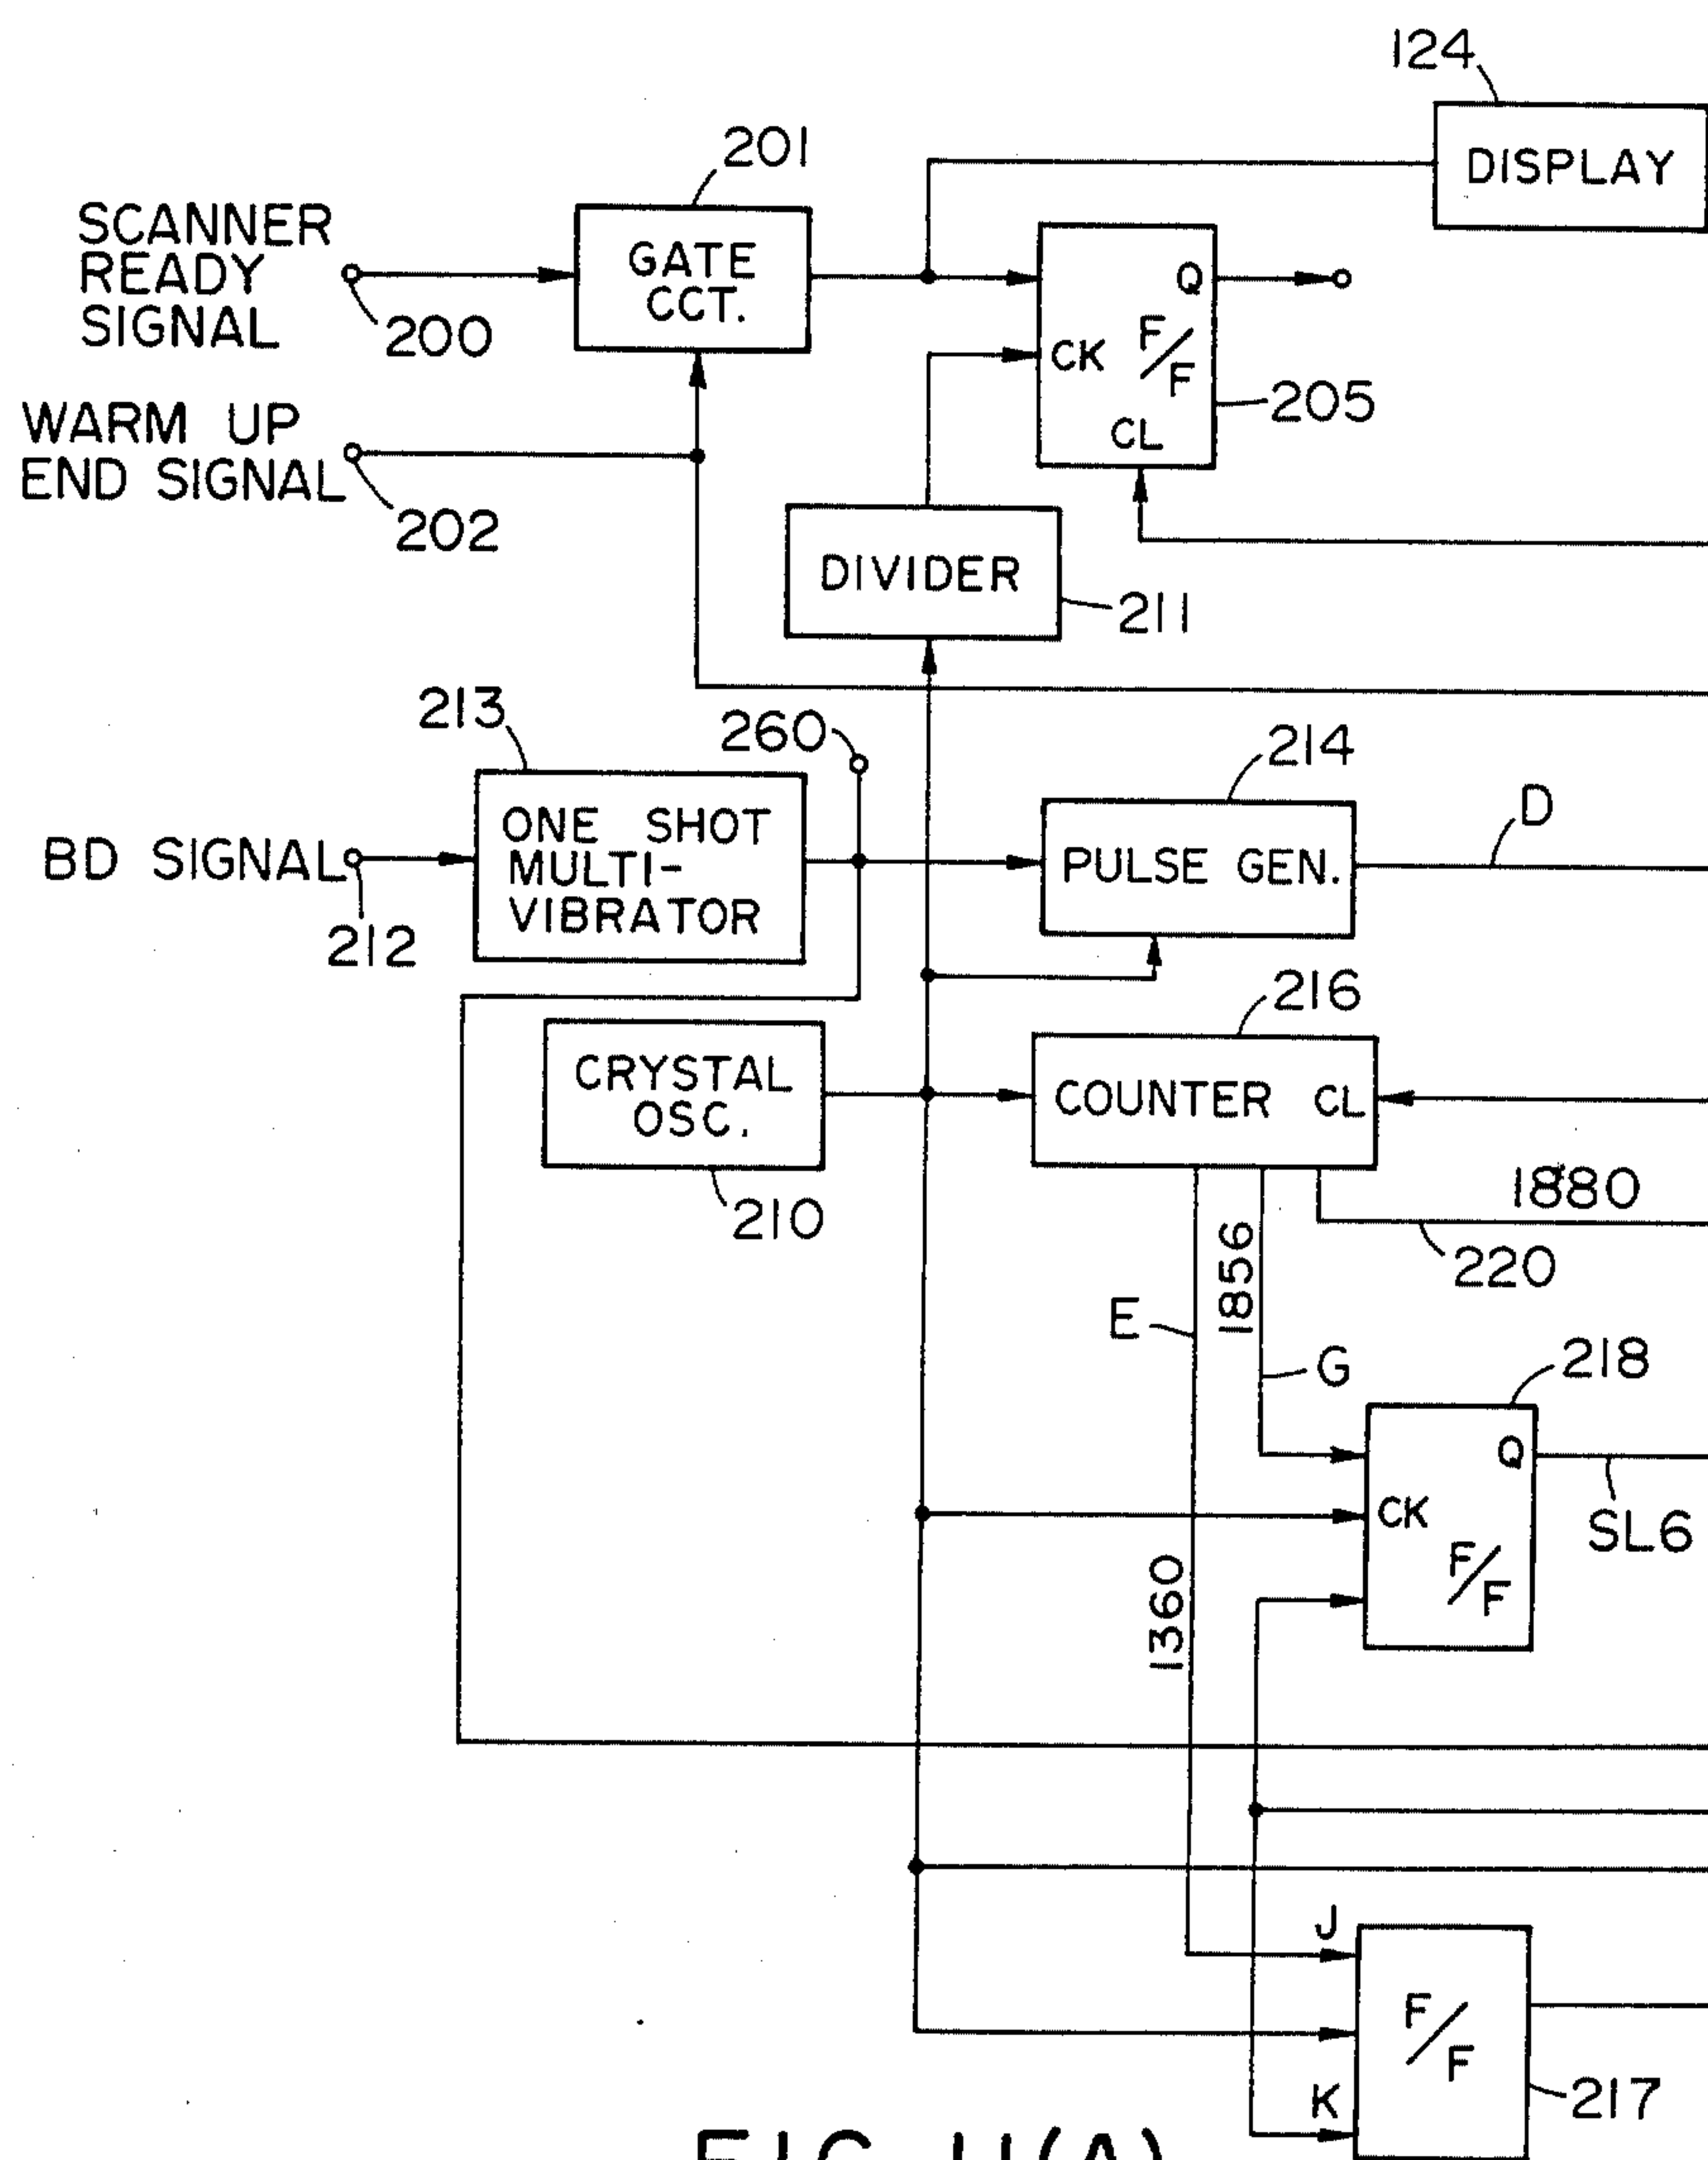 124
DISPLAY
201
SCANNER
READY
SIGNAL
200
GATE
CCT.
Q
F/F
CK
CL
205
WARM UP
END SIGNAL
202
DIVIDER
211
213
260
214
ONE SHOT
MULTI-
VIBRATOR
BD SIGNAL
212
PULSE GEN.
D
216
CRYSTAL
OSC.
210
COUNTER CL
1880
220
1856
E
G
218
Q
CK
F/F
SL6
1360
J
F/F
K
217
FIG. 11(A)